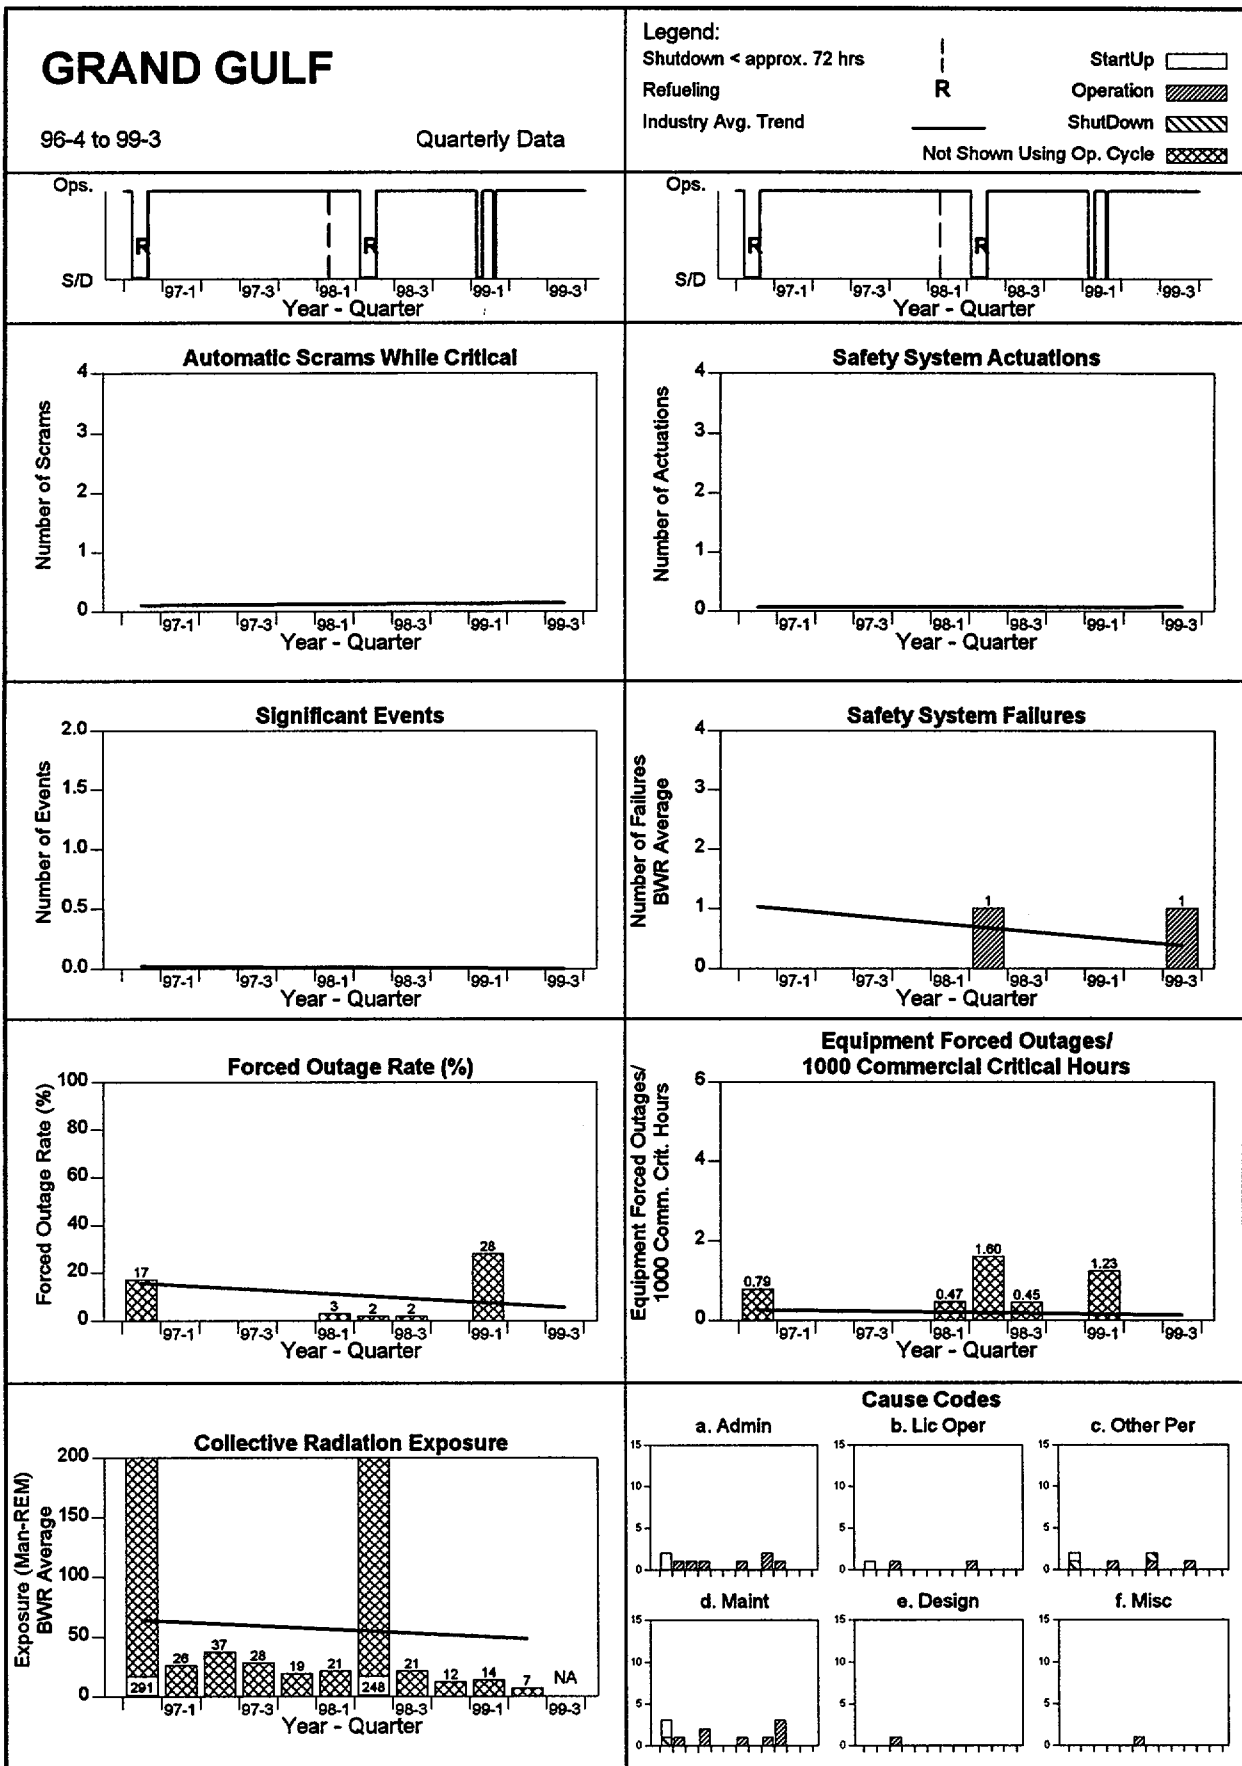 GRAND GULF
96-4 to 99-3 Quarterly Data
Legend:
Shutdown < approx. 72 hrs
Refueling R
Industry Avg. Trend
StartUp
Operation
ShutDown
Not Shown Using Op. Cycle
Ops.
R R
S/D
97-1 97-3 98-1 98-3 99-1 99-3
Year - Quarter
Ops.
R R
S/D
97-1 97-3 98-1 98-3 99-1 99-3
Year - Quarter
Automatic Scrams While Critical
Number of Scrams
4
3
2
1
0
97-1 97-3 98-1 98-3 99-1 99-3
Year - Quarter
Safety System Actuations
Number of Actuations
4
3
2
1
0
97-1 97-3 98-1 98-3 99-1 99-3
Year - Quarter
Significant Events
Number of Events
2.0
1.5
1.0
0.5
0.0
97-1 97-3 98-1 98-3 99-1 99-3
Year - Quarter
Safety System Failures
Number of Failures
BWR Average
4
3
2
1
0
1 1
97-1 97-3 98-1 98-3 99-1 99-3
Year - Quarter
Forced Outage Rate (%)
Forced Outage Rate (%)
100
80
60
40
20
0
17 3 2 2 28
97-1 97-3 98-1 98-3 99-1 99-3
Year - Quarter
Equipment Forced Outages/
1000 Commercial Critical Hours
Equipment Forced Outages/
1000 Comm. Crit. Hours
6
4
2
0
0.79 0.47 1.60 0.45 1.23
97-1 97-3 98-1 98-3 99-1 99-3
Year - Quarter
Collective Radiation Exposure
Exposure (Man-REM)
BWR Average
200
150
100
50
0
291 26 37 28 19 21 248 21 12 14 7 NA
97-1 97-3 98-1 98-3 99-1 99-3
Year - Quarter
Cause Codes
a. Admin
15
10
5
0
b. Lic Oper
15
10
5
0
c. Other Per
15
10
5
0
d. Maint
15
10
5
0
e. Design
15
10
5
0
f. Misc
15
10
5
0